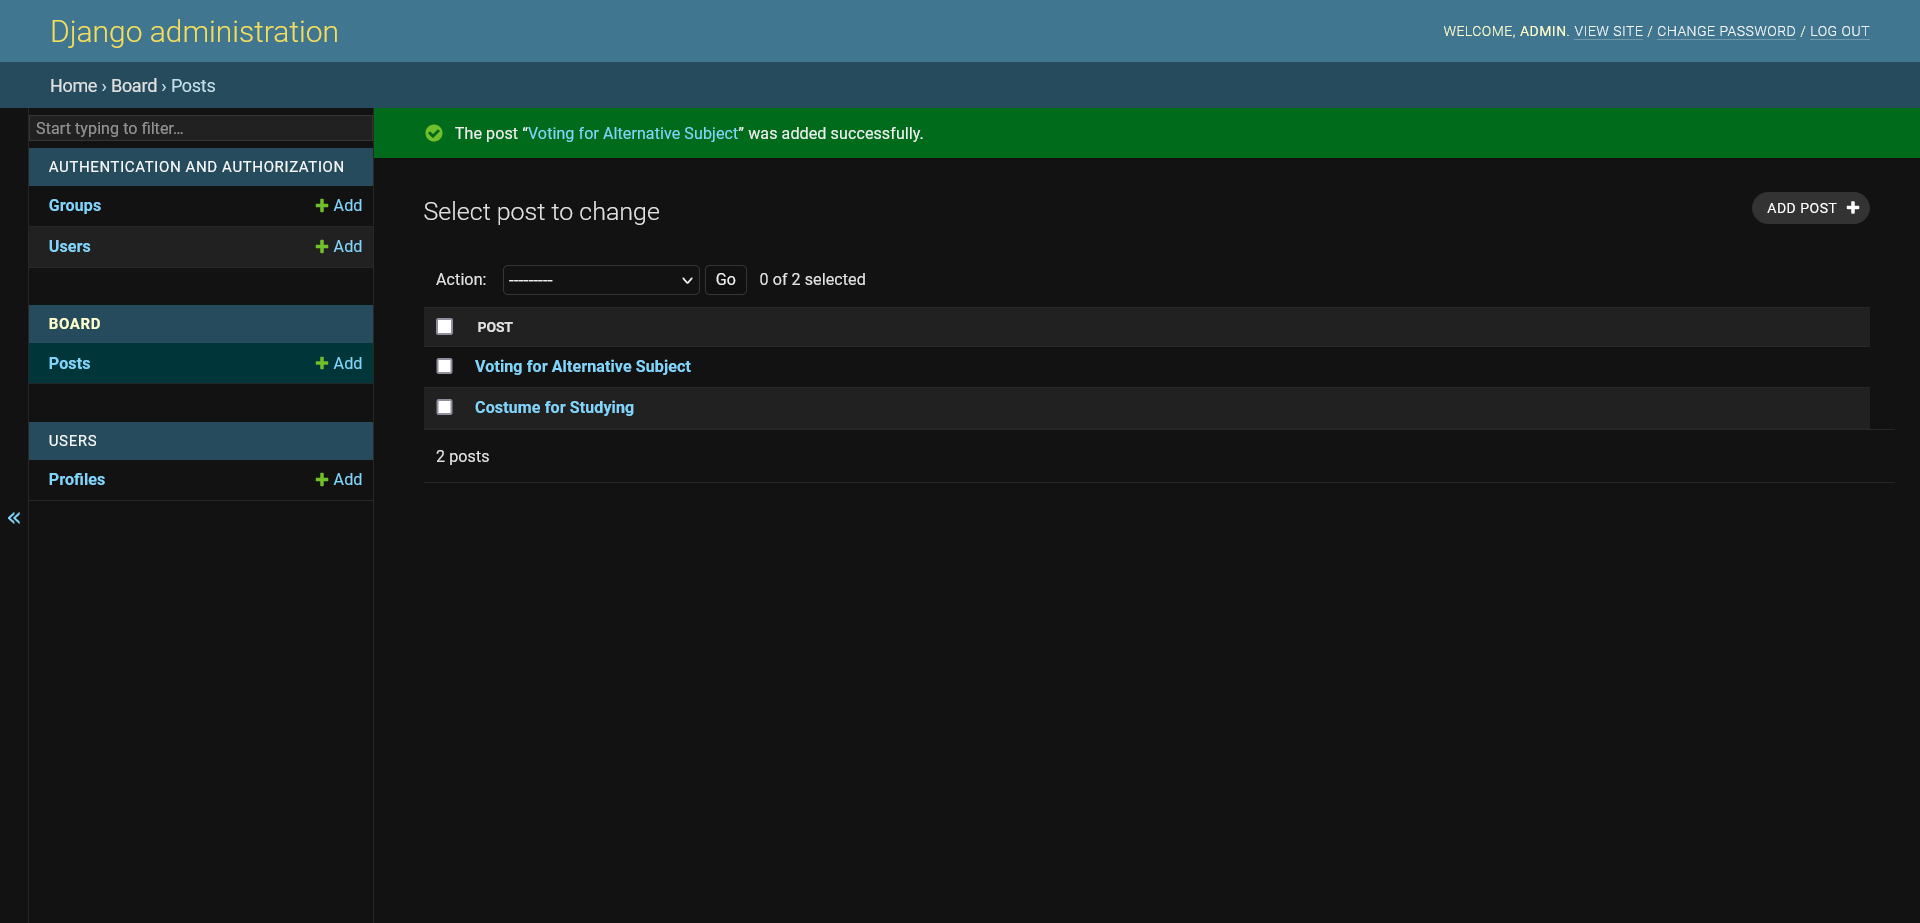 Django administration
WELCOME, ADMIN. VIEW SITE / CHANGE PASSWORD / LOG OUT
Home › Board › Posts
Start typing to filter…
AUTHENTICATION AND AUTHORIZATION
Groups Add
Users Add
BOARD
Posts Add
USERS
Profiles Add
«
The post “Voting for Alternative Subject” was added successfully.
Select post to change
ADD POST
Action: --------- Go 0 of 2 selected
POST
Voting for Alternative Subject
Costume for Studying
2 posts